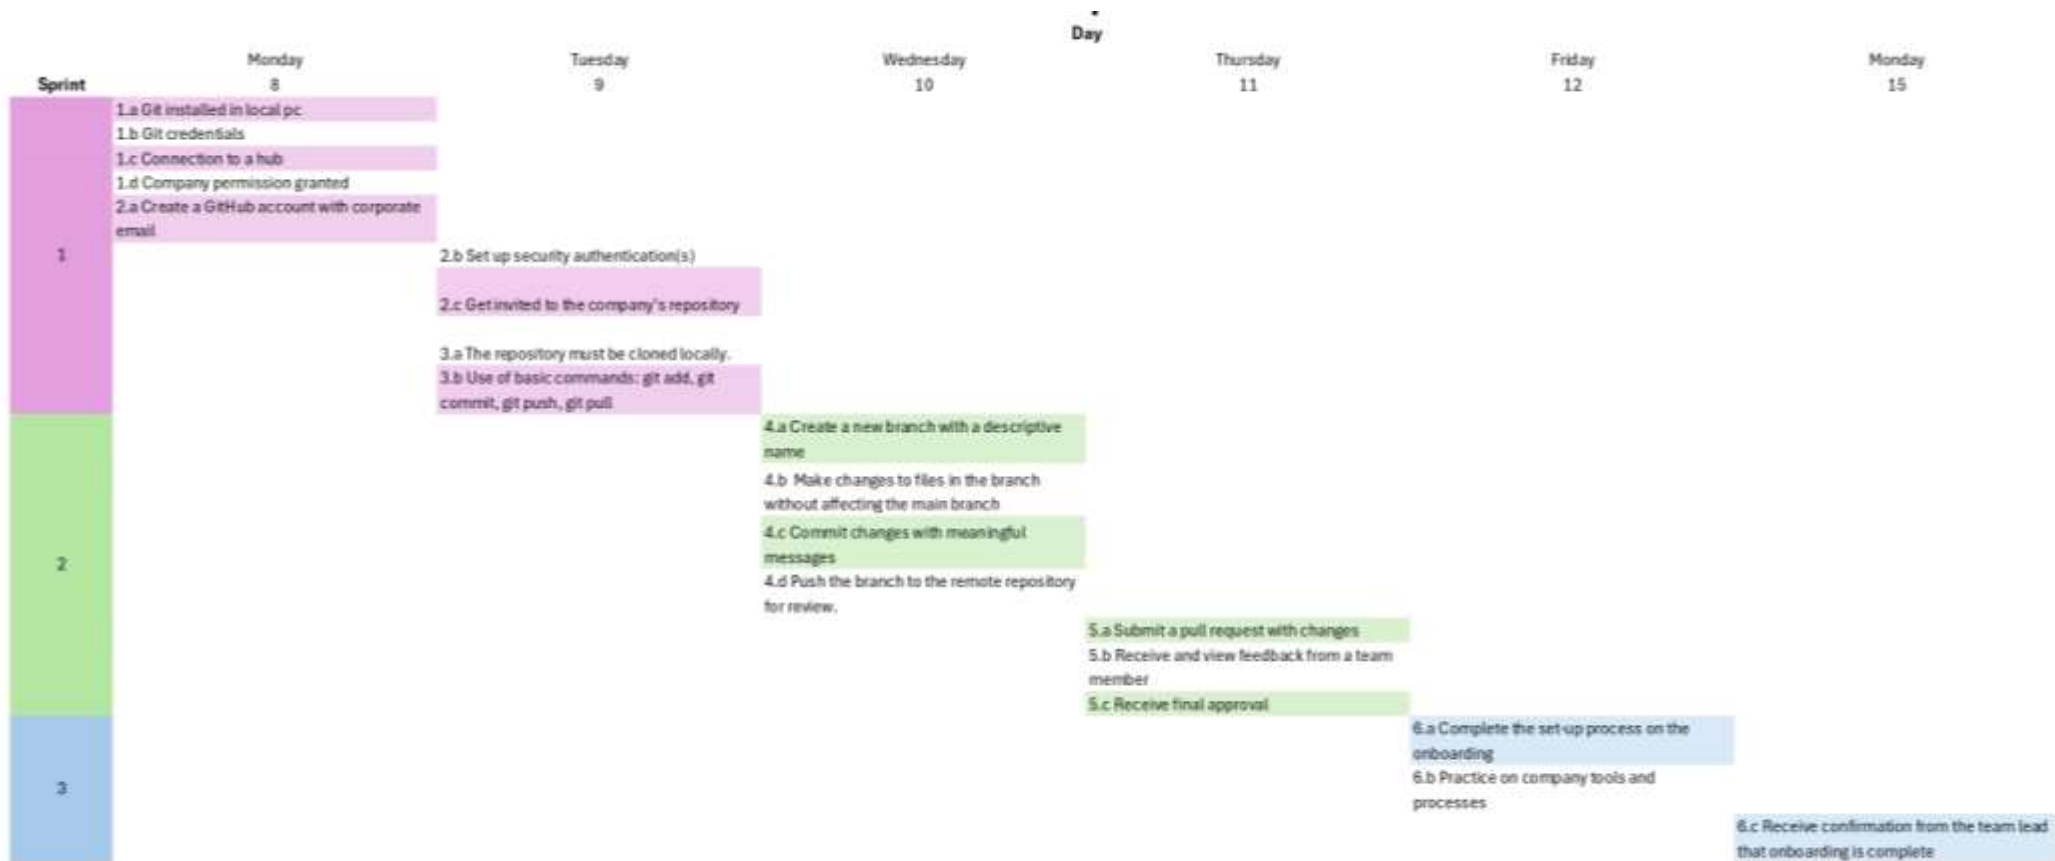 Day
Monday Tuesday Wednesday Thursday Friday Monday
Sprint 8 9 10 11 12 15
1.a Git installed in local pc
1.b Git credentials
1.c Connection to a hub
1.d Company permission granted
2.a Create a GitHub account with corporate
email
1 2.b Set up security authentication(s)
2.c Get invited to the company's repository
3.a The repository must be cloned locally.
3.b Use of basic commands: git add, git
commit, git push, git pull
4.a Create a new branch with a descriptive
name
4.b Make changes to files in the branch
without affecting the main branch
4.c Commit changes with meaningful
messages
2
4.d Push the branch to the remote repository
for review.
5.a Submit a pull request with changes
5.b Receive and view feedback from a team
member
5.c Receive final approval
6.a Complete the set-up process on the
onboarding
6.b Practice on company tools and
3
processes
6.c Receive confirmation from the team lead
that onboarding is complete